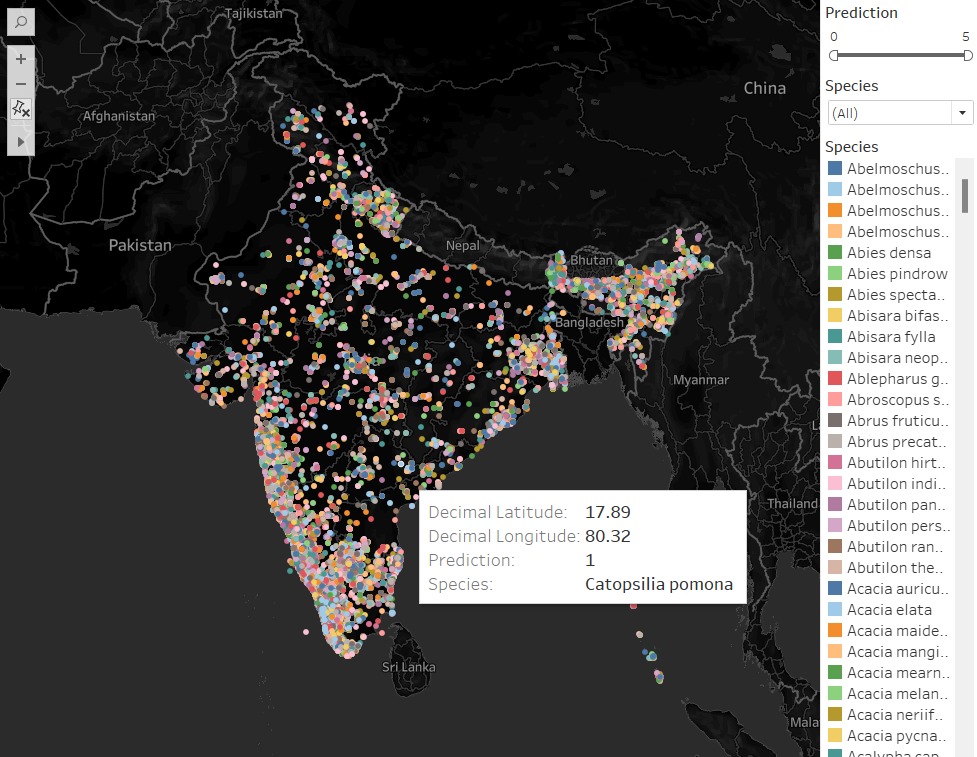 Tajikistan
China
Afghanistan
Pakistan
Nepal
Bhutan
Bangladesh
Myanmar
Thailand
Sri Lanka
Mala
Decimal Latitude: 17.89
Decimal Longitude: 80.32
Prediction: 1
Species: Catopsilia pomona
Prediction
0 5
Species
(All)
Species
Abelmoschus..
Abelmoschus..
Abelmoschus..
Abelmoschus..
Abies densa
Abies pindrow
Abies specta..
Abisara bifas..
Abisara fylla
Abisara neop..
Ablepharus g..
Abroscopus s..
Abrus fruticu..
Abrus precat..
Abutilon hirt..
Abutilon indi..
Abutilon pan..
Abutilon pers..
Abutilon ran..
Abutilon the..
Acacia auricu..
Acacia elata
Acacia maide..
Acacia mangi..
Acacia mearn..
Acacia melan..
Acacia neriif..
Acacia pycna..